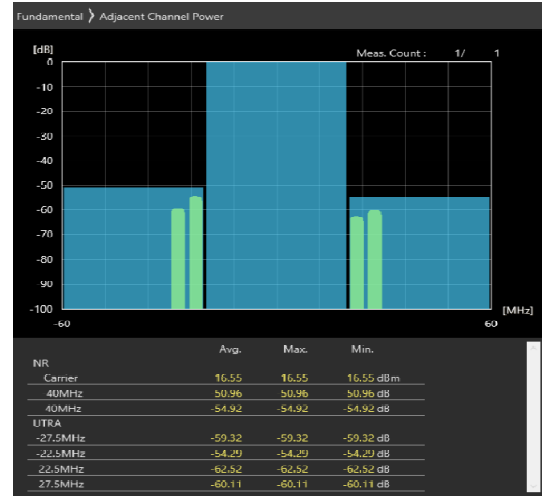 Fundamental > Adjacent Channel Power
[dB]
Meas. Count : 1/ 1
0
-10
-20
-30
-40
-50
-60
-70
-80
90
-100
[MHz]
-60
60
Avg. Max. Min.
NR
Carrier 16.55 16.55 16.55 dBm
40MHz 50.96 50.96 50.96 dB
40MHz -54.92 -54.92 -54.92 dB
UTRA
-27.5MHz -59.32 -59.32 -59.32 dB
-22.5MHz -54.29 -54.29 -54.29 dB
22.5MHz -62.52 -62.52 -62.52 dB
27.5MHz -60.11 -60.11 -60.11 dB